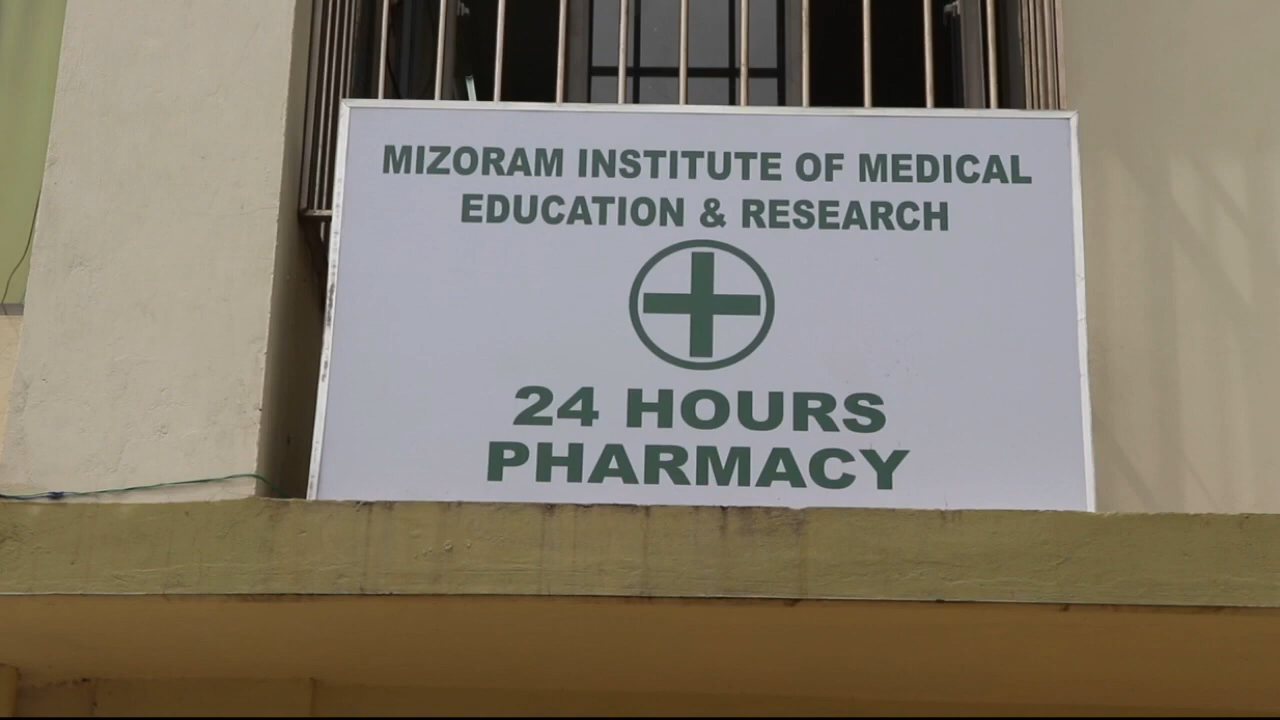 MIZORAM INSTITUTE OF MEDICAL
EDUCATION & RESEARCH
24 HOURS
PHARMACY